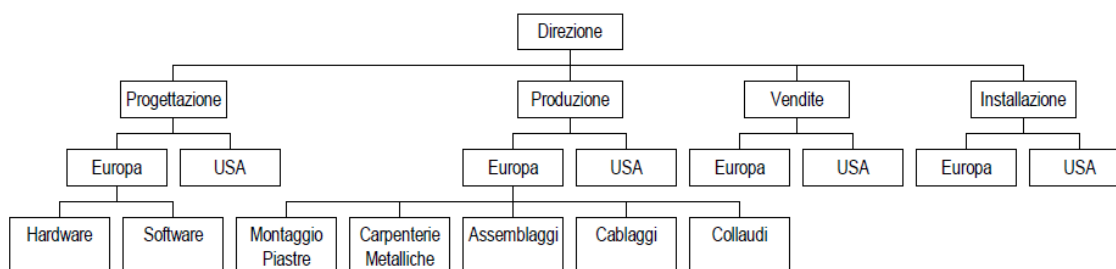 Direzione
Progettazione
Produzione
Vendite
Installazione
Europa
USA
Europa
USA
Europa
USA
Europa
USA
Hardware
Software
Montaggio
Piastre
Carpenterie
Metalliche
Assemblaggi
Cablaggi
Collaudi